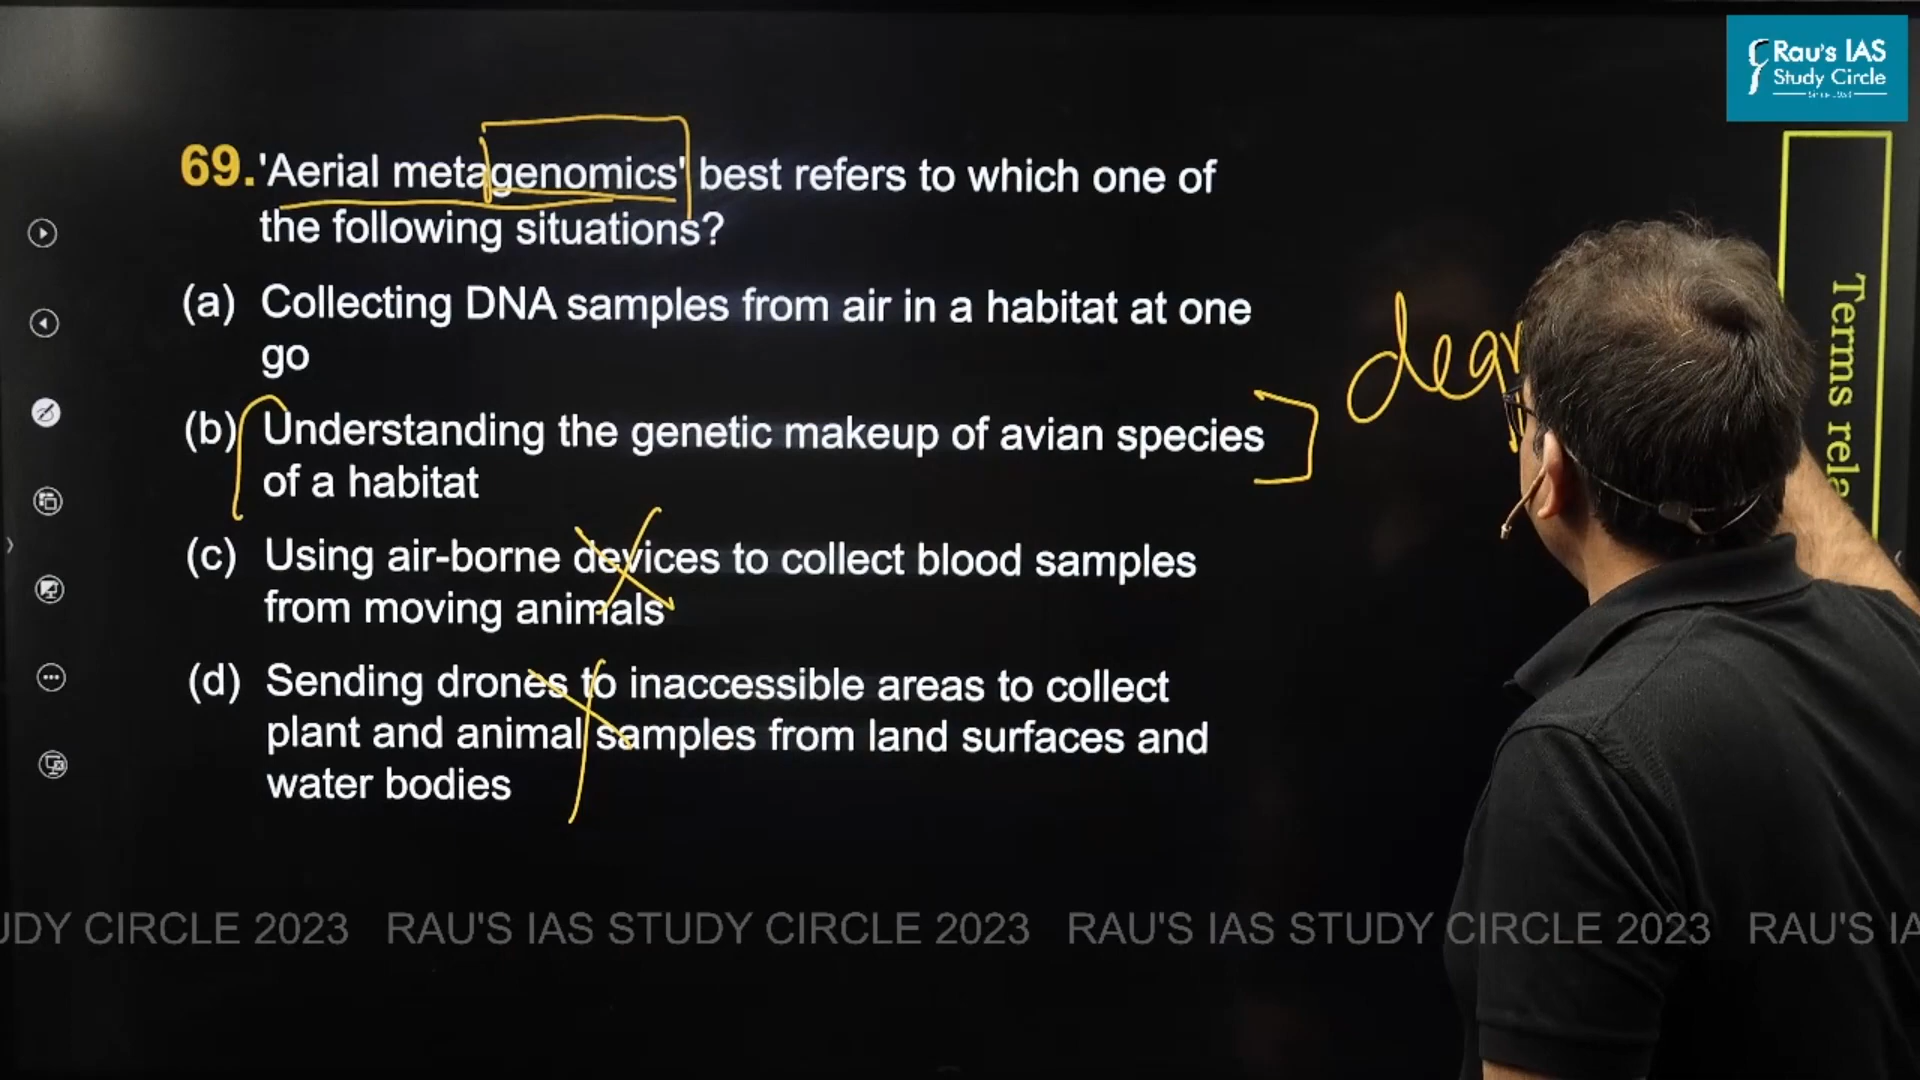 Rau's IAS
Study Circle
69. 'Aerial metagenomics' best refers to which one of
the following situations?
(a) Collecting DNA samples from air in a habitat at one
go
(b) Understanding the genetic makeup of avian species
of a habitat
(c) Using air-borne devices to collect blood samples
from moving animals
(d) Sending drones to inaccessible areas to collect
plant and animal samples from land surfaces and
water bodies
Terms
UDY CIRCLE 2023 RAU'S IAS STUDY CIRCLE 2023 RAU'S IAS STUDY CIRCLE 2023 RAU'S IA